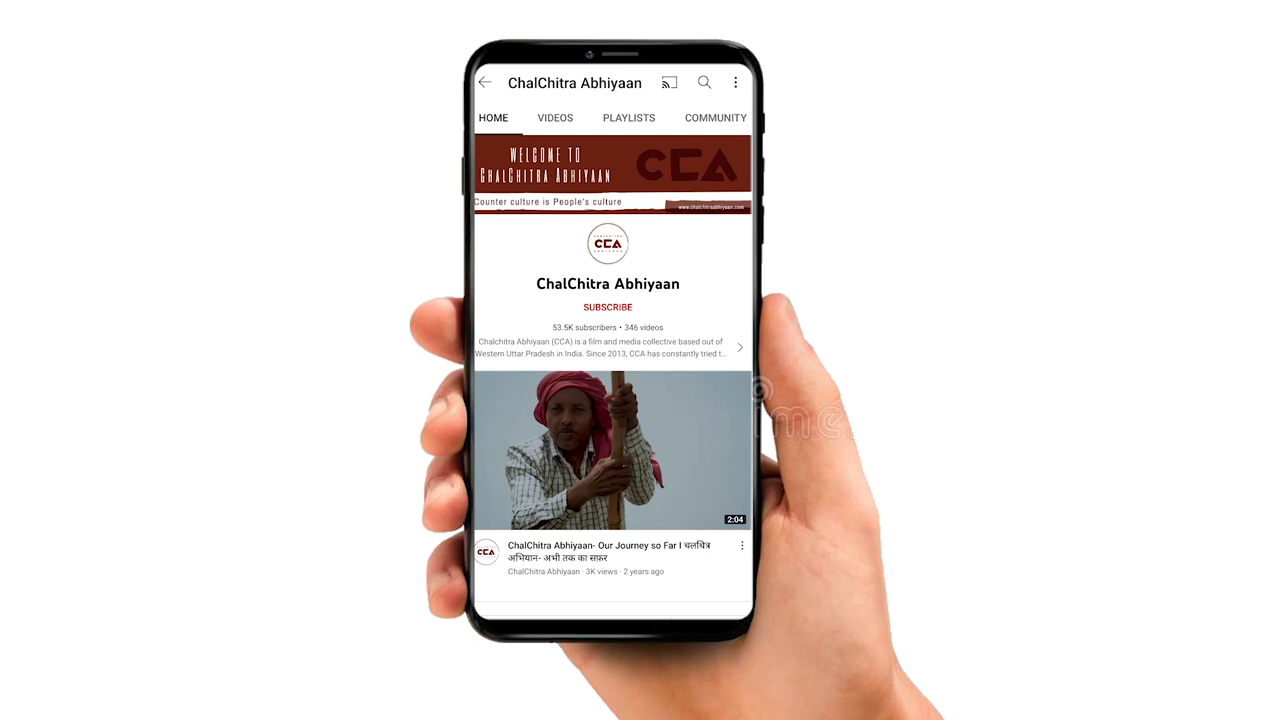 ChalChitra Abhiyaan
HOME VIDEOS PLAYLISTS COMMUNITY
WELCOME TO
CHALCHITRA ABHIYAAN
CCA
Counter culture is People's culture
www.chalchitraabhiyaan.com
CCA
ChalChitra Abhiyaan
SUBSCRIBE
53.5K subscribers • 346 videos
Chalchitra Abhiyaan (CCA) is a film and media collective based out of
Western Uttar Pradesh in India. Since 2013, CCA has constantly tried t...
2:04
CCA
ChalChitra Abhiyaan- Our Journey so Far I चलचित्र
अभियान- अभी तक का सफ़र
ChalChitra Abhiyaan · 3K views · 2 years ago